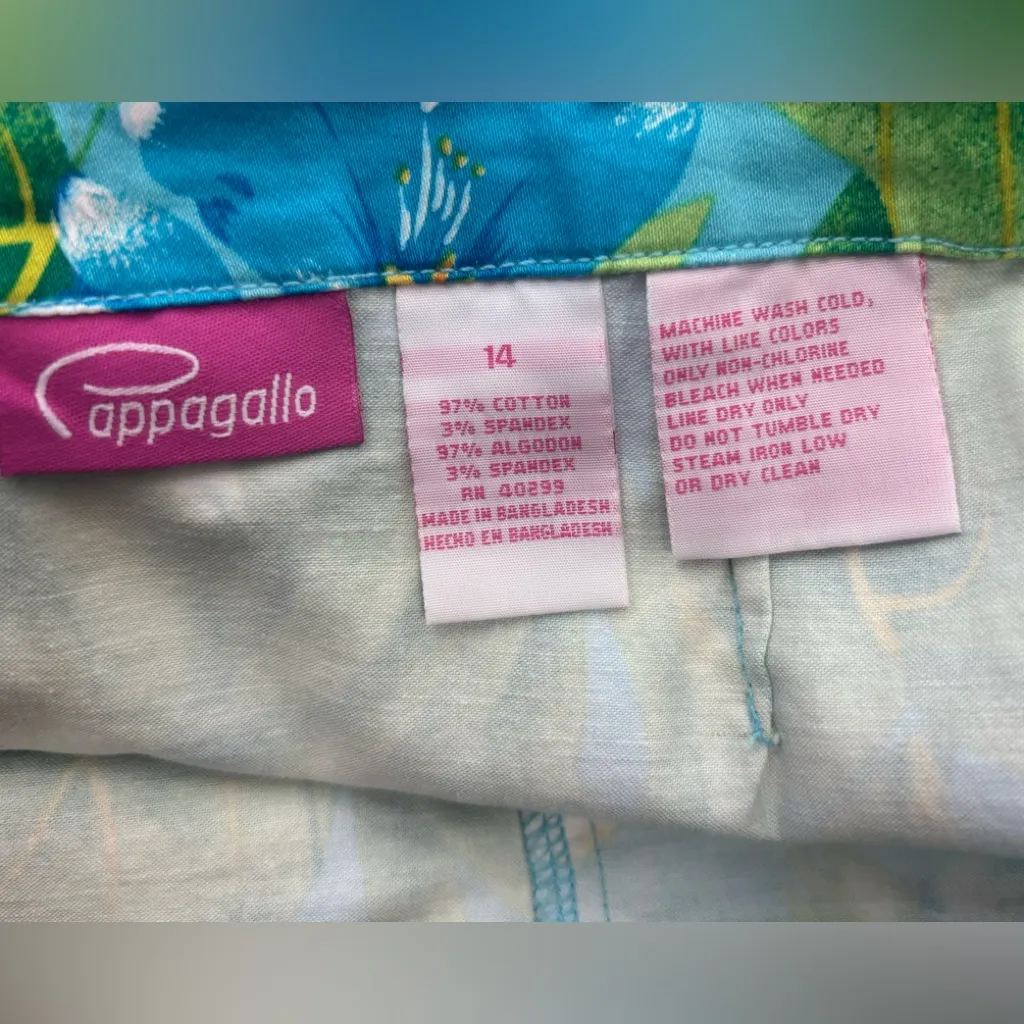 Pappagallo
14
97% COTTON
3% SPANDEX
97% ALGODON
3% SPANDEX
RN 40299
MADE IN BANGLADESH
HECHO EN BANGLADESH
MACHINE WASH COLD,
WITH LIKE COLORS
ONLY NON-CHLORINE
BLEACH WHEN NEEDED
LINE DRY ONLY
DO NOT TUMBLE DRY
STEAM IRON LOW
OR DRY CLEAN